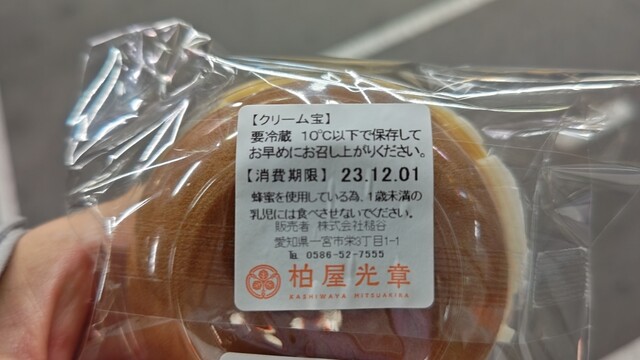 【クリーム宝】
要冷蔵 10℃以下で保存して
お早めにお召し上がりください。
【消費期限】 23.12.01
蜂蜜を使用している為、1歳未満の
乳児には食べさせないでください。
販売者 株式会社槌谷
愛知県一宮市栄3丁目1-1
℡ 0586-52-7555
柏屋光章
KASHIWAYA MITSUAKIRA